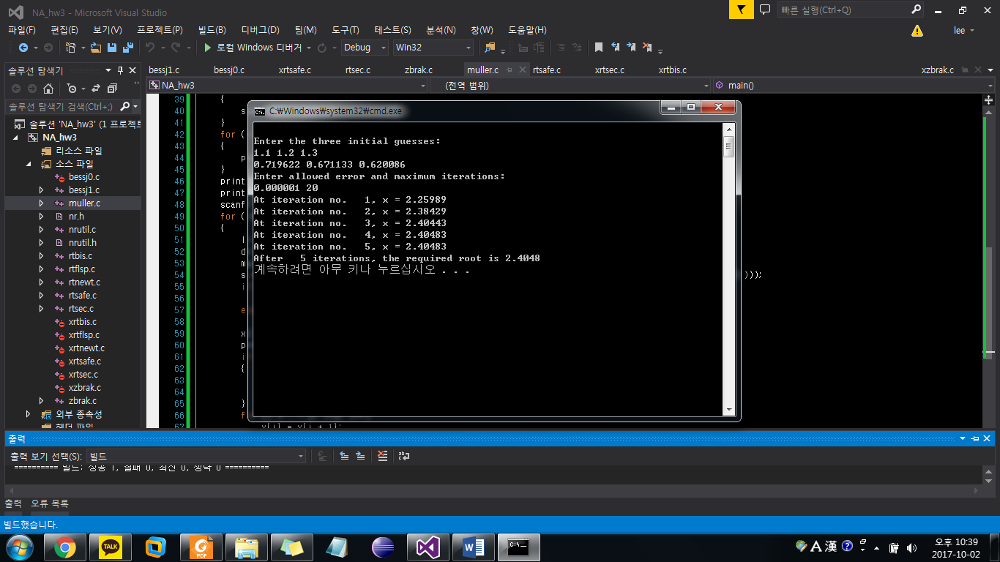 NA_hw3 - Microsoft Visual Studio
빠른 실행(Ctrl+Q)
파일(F) 편집(E) 보기(V) 프로젝트(P) 빌드(B) 디버그(D) 팀(M) 도구(T) 테스트(S) 분석(N) 창(W) 도움말(H)
lee
로컬 Windows 디버거 Debug Win32
솔루션 탐색기
bessj1.c bessj0.c xrtsafe.c rtsec.c zbrak.c muller.c rtsafe.c xrtsec.c xrtbis.c xzbrak.c
NA_hw3 (전역 범위) main()
솔루션 탐색기 검색(Ctrl+;)
솔루션 'NA_hw3' (1 프로젝트
NA_hw3
리소스 파일
소스 파일
bessj0.c
bessj1.c
muller.c
nr.h
nrutil.c
nrutil.h
rtbis.c
rtflsp.c
rtnewt.c
rtsafe.c
rtsec.c
xrtbis.c
xrtflsp.c
xrtnewt.c
xrtsafe.c
xrtsec.c
xzbrak.c
zbrak.c
외부 종속성
헤더 파일
39 {
40 s
41 }
42 for (
43 {
44 p
45 }
46 print
47 print
48 scanf
49 for (
50 {
51 l
52 d
53 m
54 s )));
55 i
56
57 e
58
59 x
60 p
61 i
62 {
63
64
65 }
66 f
67 x[i] = x[i + 1];
C:\Windows\system32\cmd.exe
Enter the three initial guesses:
1.1 1.2 1.3
0.719622 0.671133 0.620086
Enter allowed error and maximum iterations:
0.000001 20
At iteration no. 1, x = 2.25989
At iteration no. 2, x = 2.38429
At iteration no. 3, x = 2.40443
At iteration no. 4, x = 2.40483
At iteration no. 5, x = 2.40483
After 5 iterations, the required root is 2.4048
계속하려면 아무 키나 누르십시오 . . .
출력
출력 보기 선택(S): 빌드
========== 빌드: 성공 1, 실패 0, 최신 0, 생략 0 ==========
출력 오류 목록
빌드했습니다.
TALK
PDF
A 漢
오후 10:39
2017-10-02